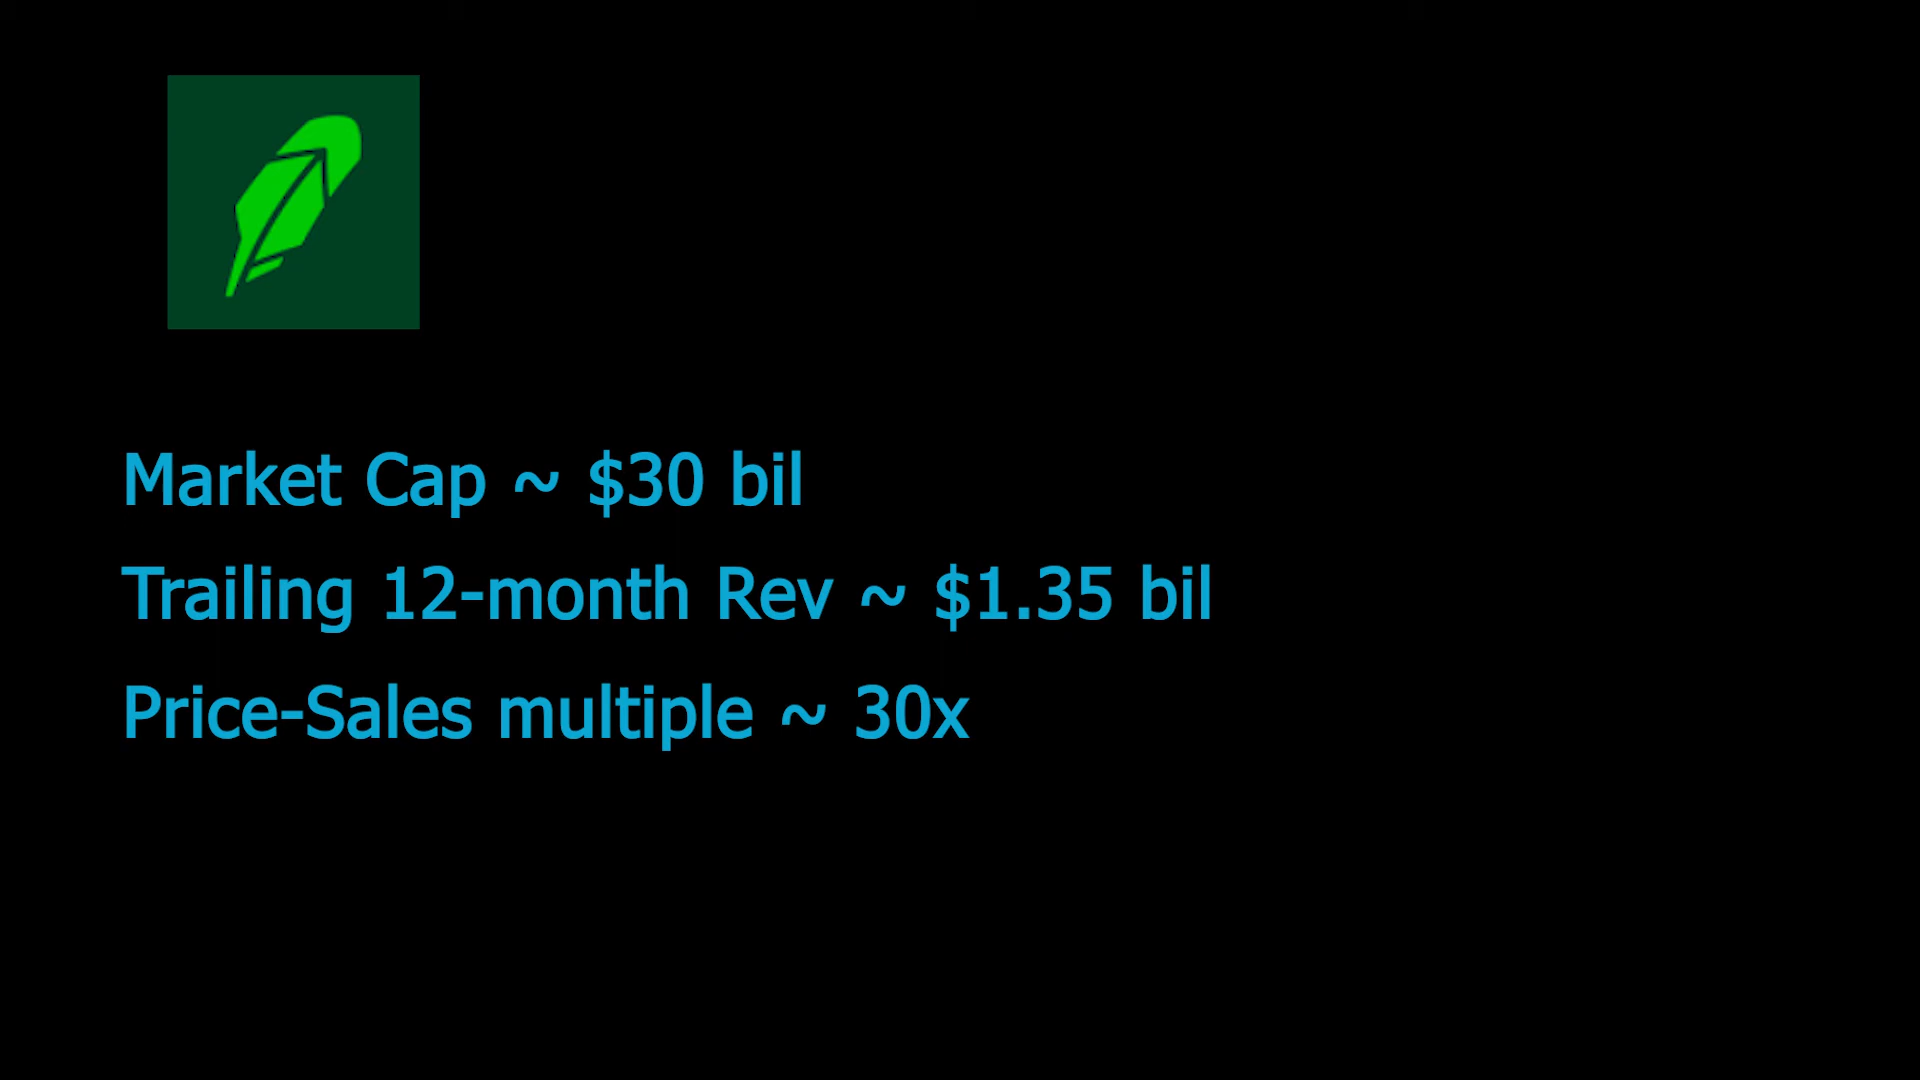 Market Cap ~ $30 bil
Trailing 12-month Rev ~ $1.35 bil
Price-Sales multiple ~ 30x